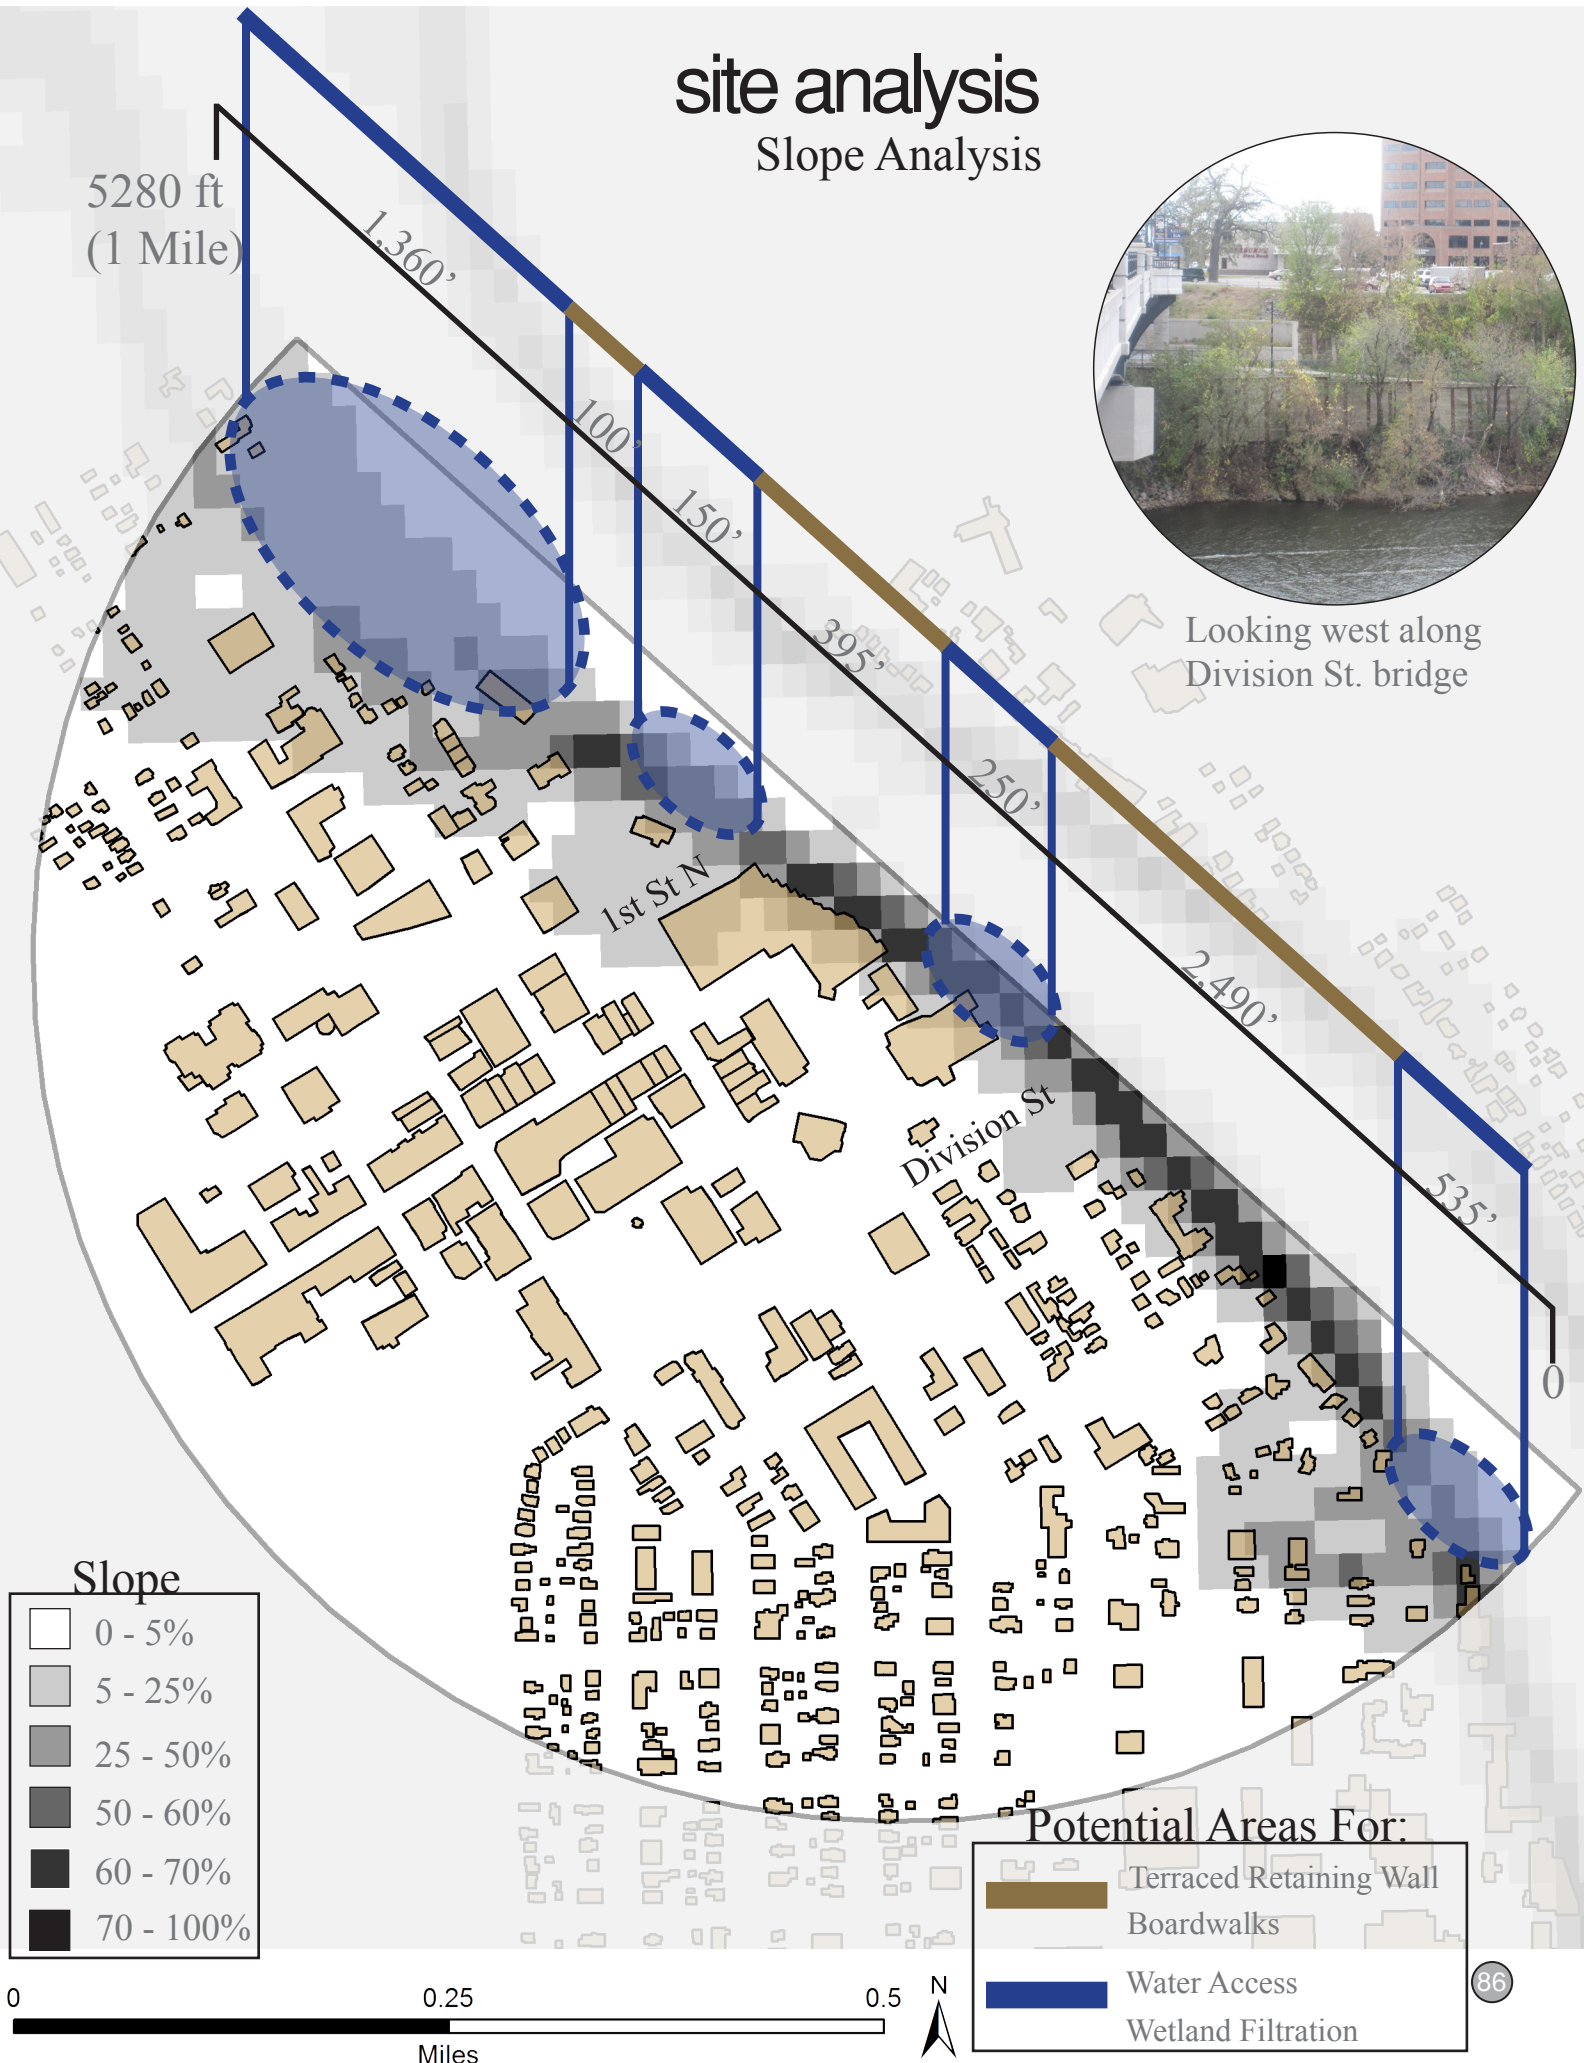 site analysis
Slope Analysis
5280 ft
(1 Mile)
1,360’
100’
150’
395’
250’
2,490’
535’
0
Looking west along
Division St. bridge
1st St N
Division St
Slope
0 - 5%
5 - 25%
25 - 50%
50 - 60%
60 - 70%
70 - 100%
Potential Areas For:
Terraced Retaining Wall
Boardwalks
Water Access
Wetland Filtration
86
0 0.25 0.5
Miles
N